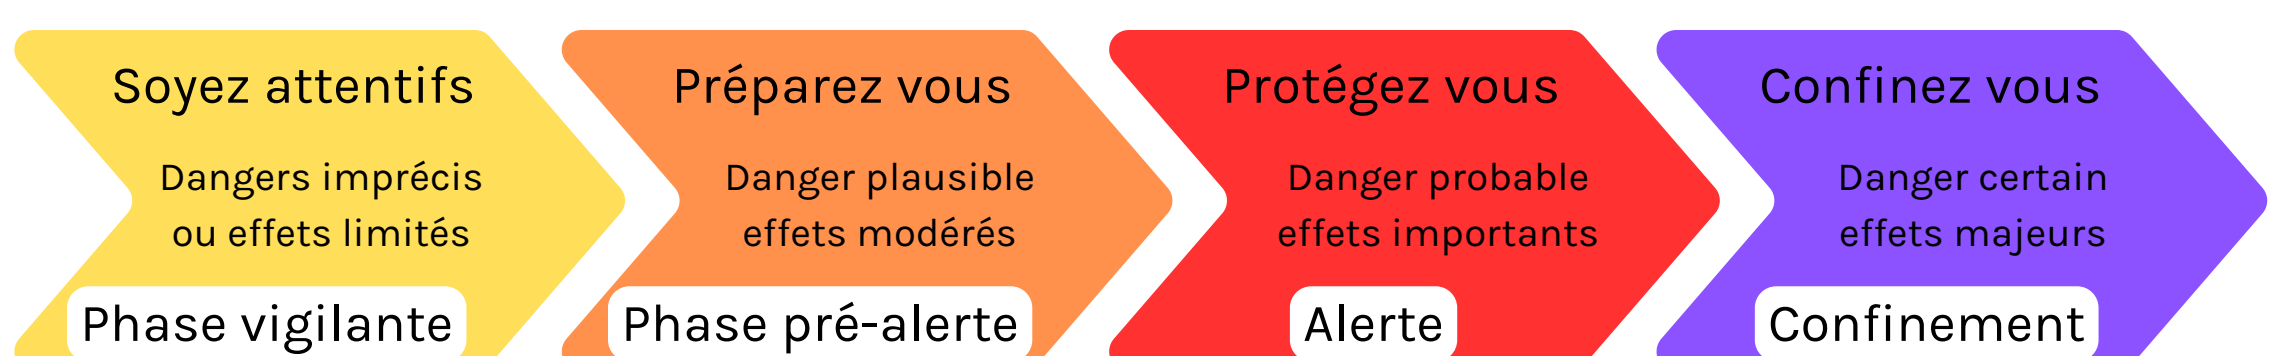 Soyez attentifs
Dangers imprécis
ou effets limités
Phase vigilante
Préparez vous
Danger plausible
effets modérés
Phase pré-alerte
Protégez vous
Danger probable
effets importants
Alerte
Confinez vous
Danger certain
effets majeurs
Confinement